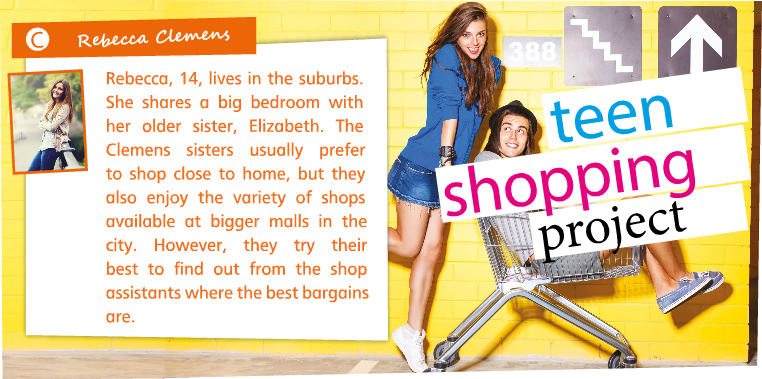 C Rebecca Clemens
Rebecca, 14, lives in the suburbs.
She shares a big bedroom with
her older sister, Elizabeth. The
Clemens sisters usually prefer
to shop close to home, but they
also enjoy the variety of shops
available at bigger malls in the
city. However, they try their
best to find out from the shop
assistants where the best bargains
are.
388
teen
shopping
project